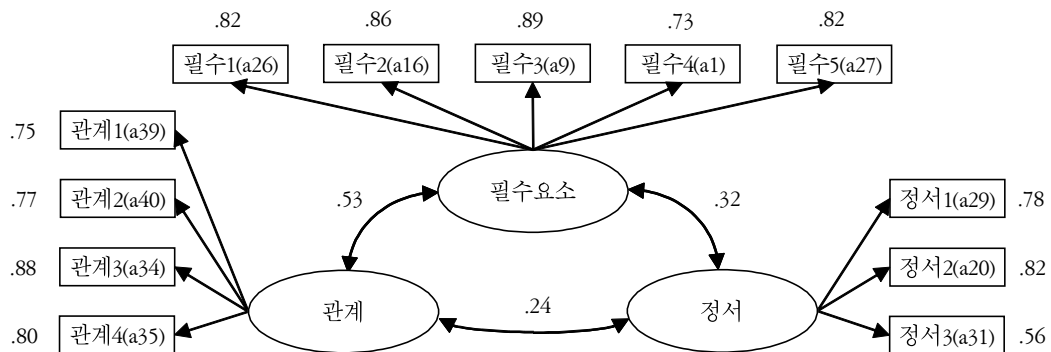 .82 .86 .89 .73 .82
필수1(a26) 필수2(a16) 필수3(a9) 필수4(a1) 필수5(a27)
.75 관계1(a39)
.77 관계2(a40)
.88 관계3(a34)
.80 관계4(a35)
필수요소
.53
.32
.24
관계
정서
정서1(a29) .78
정서2(a20) .82
정서3(a31) .56